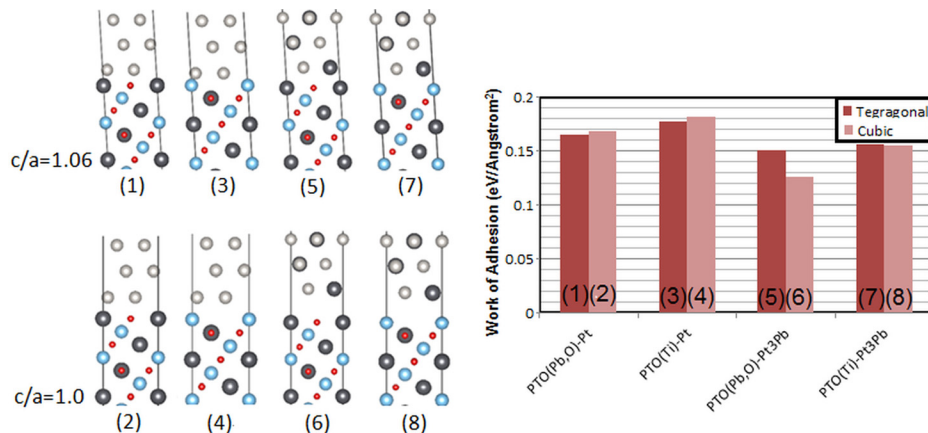 c/a=1.06
(1)
(3)
(5)
(7)
c/a=1.0
(2)
(4)
(6)
(8)
Work of Adhesion (eV/Angstrom²)
0.2
0.15
0.1
0.05
0
Tegragonal
Cubic
(1)(2)
(3)(4)
(5)(6)
(7)(8)
PTO(Pb,O)-Pt
PTO(Ti)-Pt
PTO(Pb,O)-Pt3Pb
PTO(Ti)-Pt3Pb